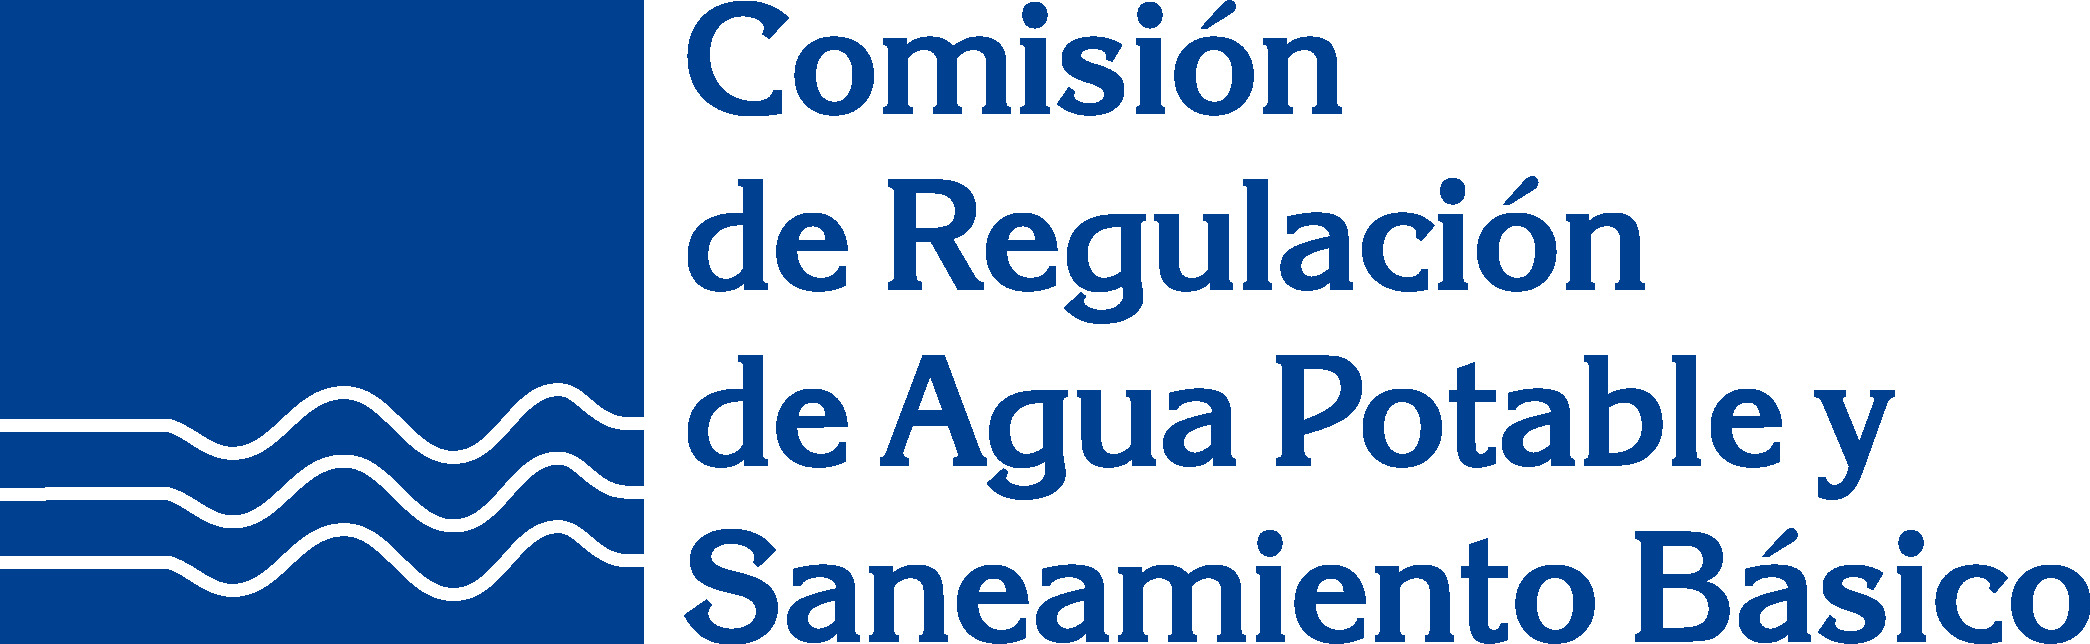 Comisión
de Regulación
de Agua Potable y
Saneamiento Básico